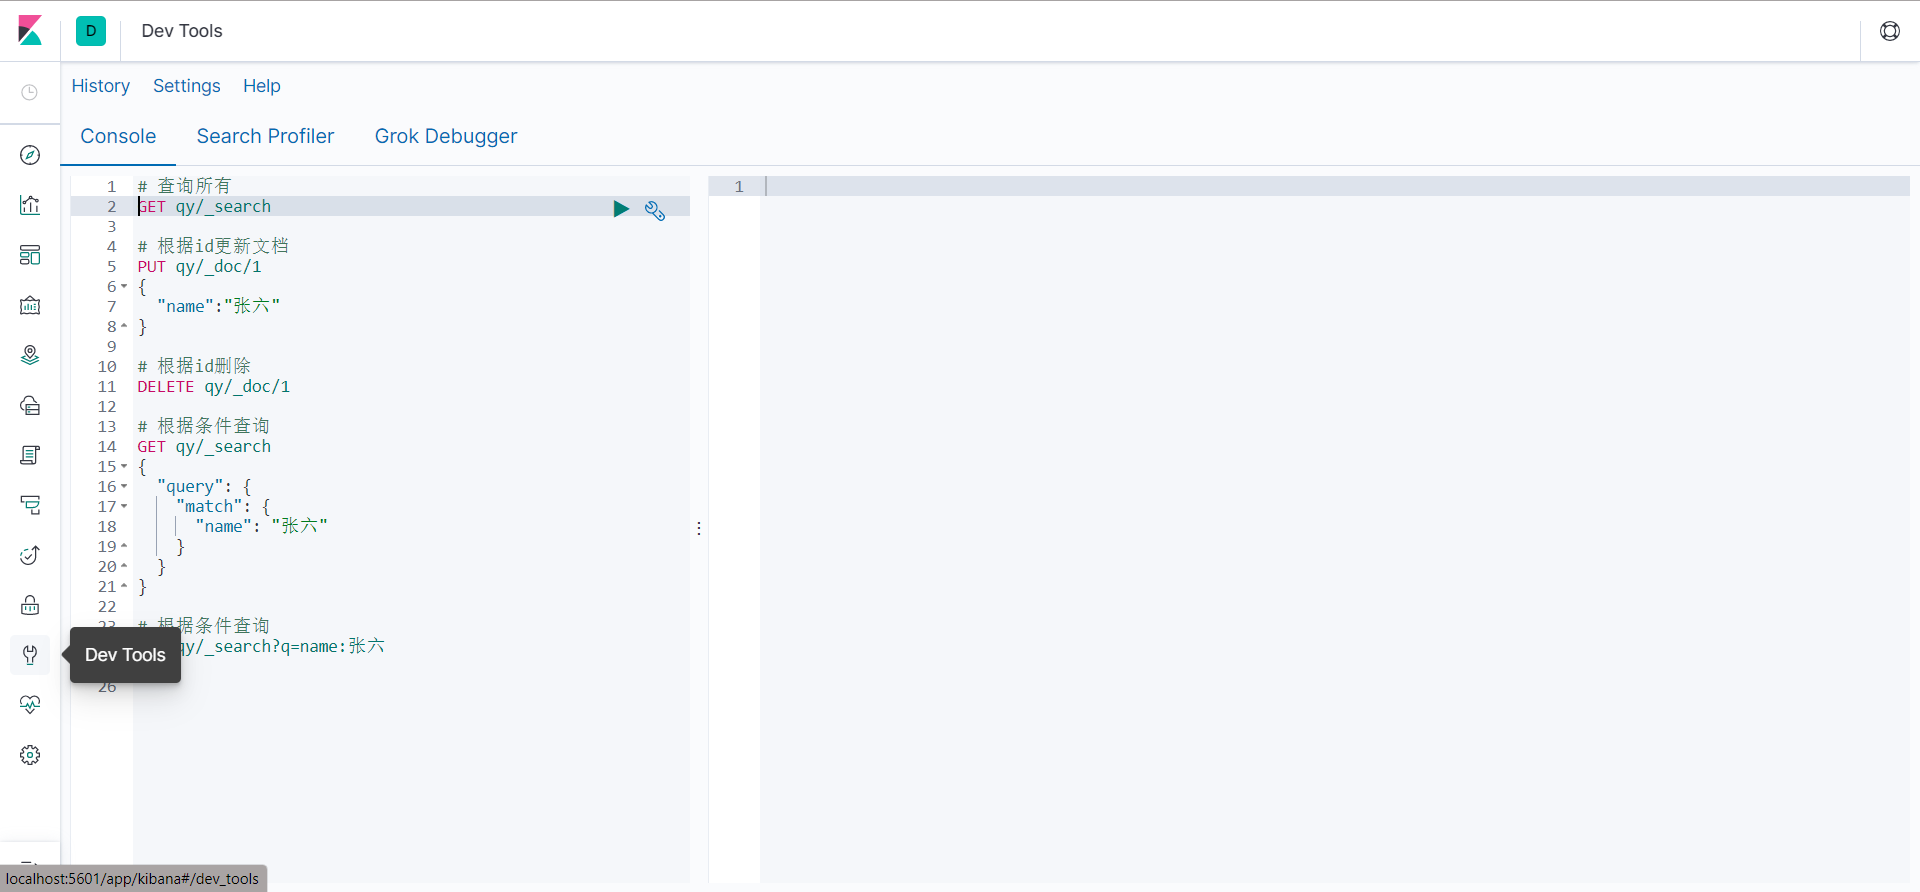 D Dev Tools
History Settings Help
Console Search Profiler Grok Debugger
1 # 查询所有
2 GET qy/_search
3
4 # 根据id更新文档
5 PUT qy/_doc/1
6 {
7 "name":"张六"
8 }
9
10 # 根据id删除
11 DELETE qy/_doc/1
12
13 # 根据条件查询
14 GET qy/_search
15 {
16 "query": {
17 "match": {
18 "name": "张六"
19 }
20 }
21 }
22
23 # 根据条件查询
qy/_search?q=name:张六
Dev Tools
26
1
localhost:5601/app/kibana#/dev_tools